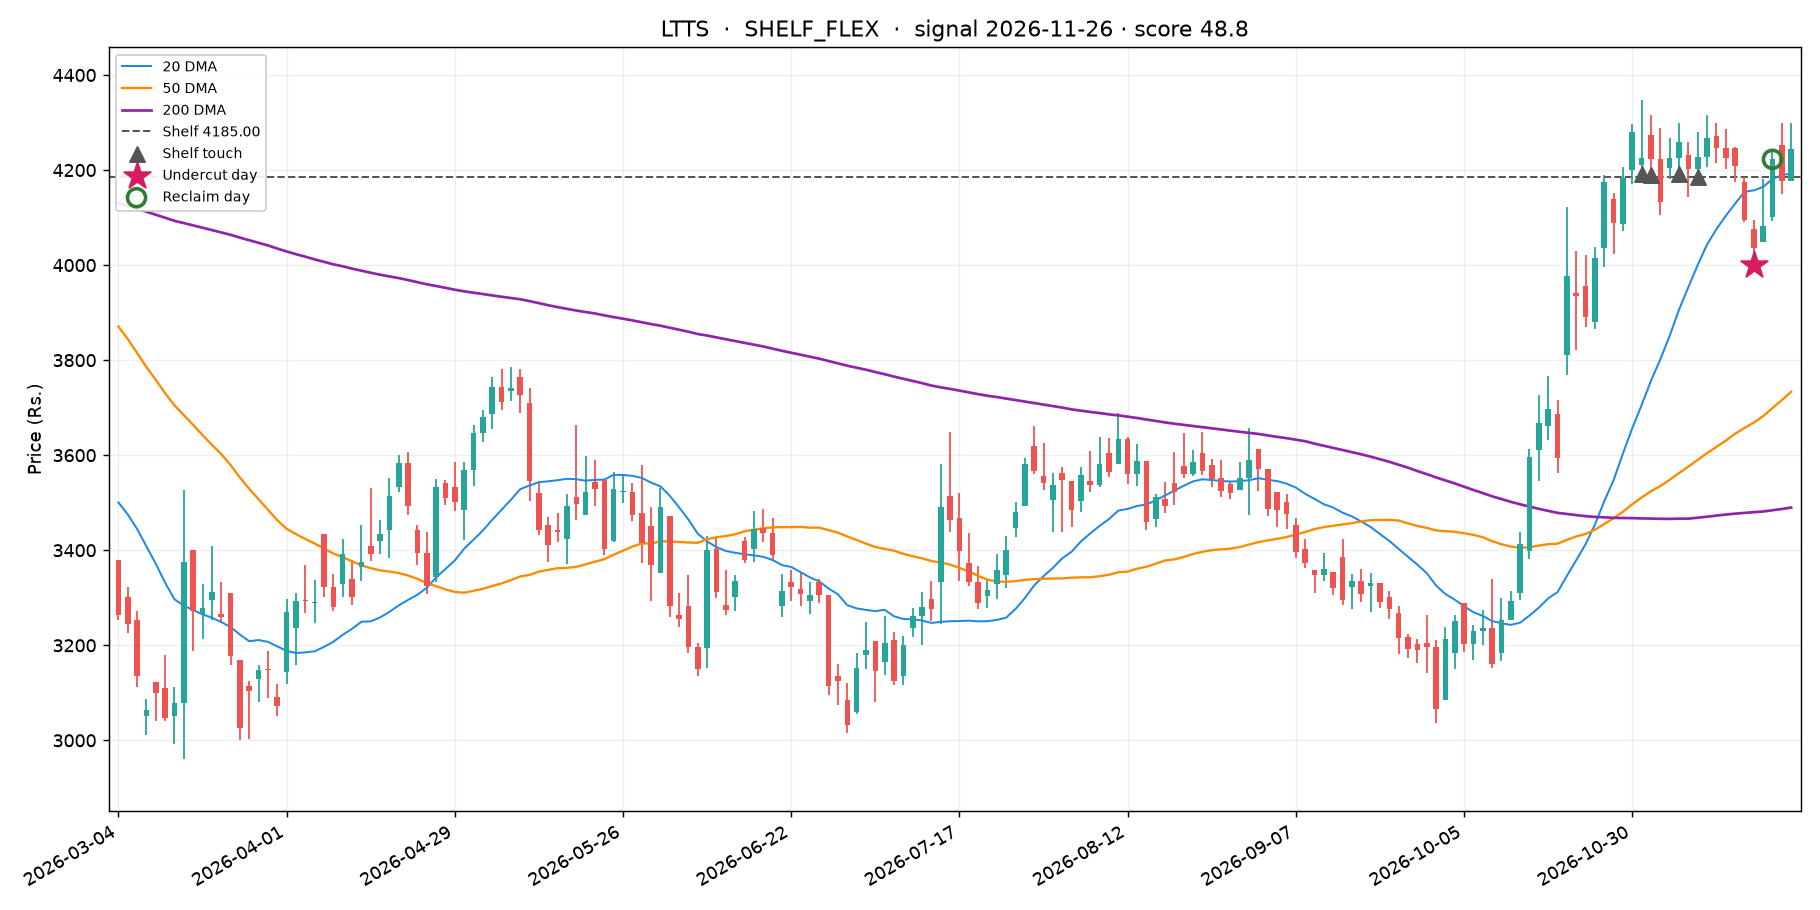 LTTS · SHELF_FLEX · signal 2026-11-26 · score 48.8
20 DMA
50 DMA
200 DMA
Shelf 4185.00
Shelf touch
Undercut day
Reclaim day
Price (Rs.)
4400
4200
4000
3800
3600
3400
3200
3000
2026-03-04
2026-04-01
2026-04-29
2026-05-26
2026-06-22
2026-07-17
2026-08-12
2026-09-07
2026-10-05
2026-10-30